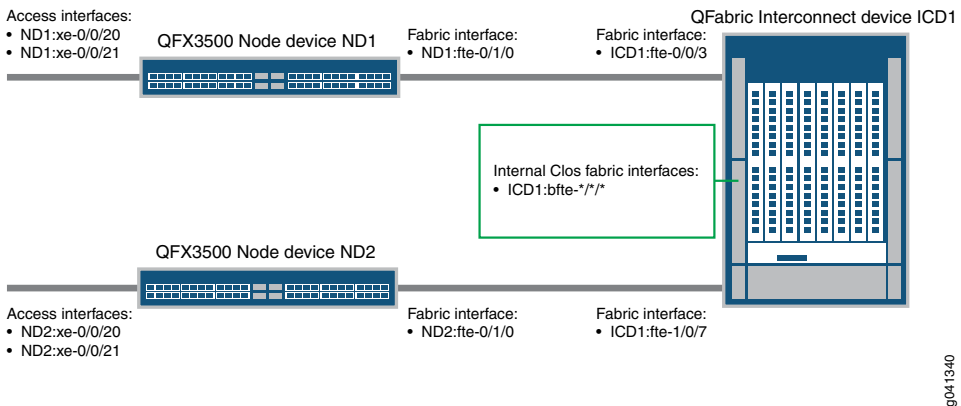 Access interfaces:
• ND1:xe-0/0/20
• ND1:xe-0/0/21
QFX3500 Node device ND1
Fabric interface:
• ND1:fte-0/1/0
Fabric interface:
• ICD1:fte-0/0/3
QFabric Interconnect device ICD1
Internal Clos fabric interfaces:
• ICD1:bfte-*/*/*
QFX3500 Node device ND2
Access interfaces:
• ND2:xe-0/0/20
• ND2:xe-0/0/21
Fabric interface:
• ND2:fte-0/1/0
Fabric interface:
• ICD1:fte-1/0/7
g041340